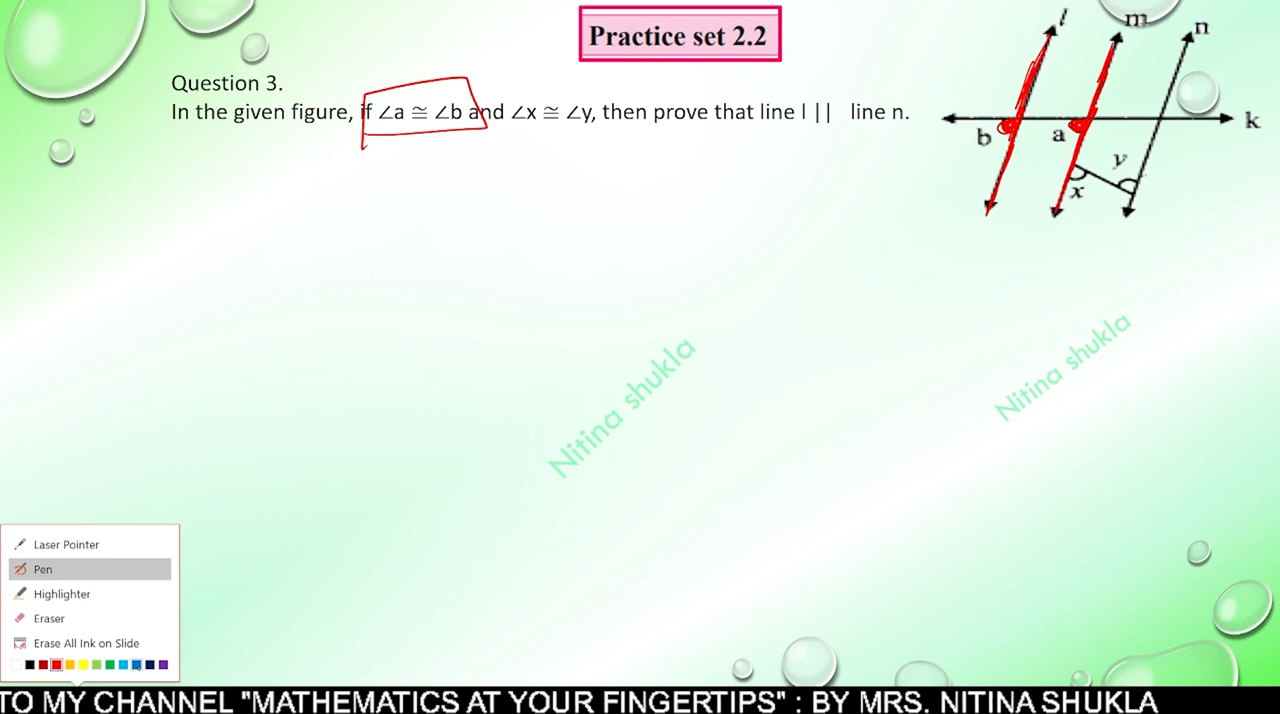 Practice set 2.2
Question 3.
In the given figure, if ∠a ≅ ∠b and ∠x ≅ ∠y, then prove that line l || line n.
l
m
n
k
b
a
y
x
Nitina shukla
Nitina shukla
Laser Pointer
Pen
Highlighter
Eraser
Erase All Ink on Slide
TO MY CHANNEL "MATHEMATICS AT YOUR FINGERTIPS" : BY MRS. NITINA SHUKLA